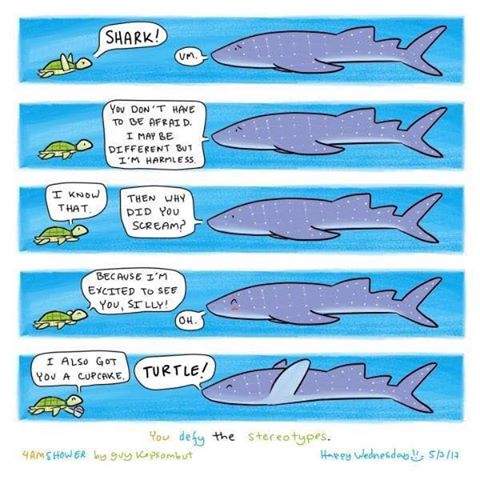 SHARK!
UM.
YOU DON'T HAVE
TO BE AFRAID.
I MAY BE
DIFFERENT BUT
I'M HARMLESS.
I KNOW
THAT.
THEN WHY
DID YOU
SCREAM?
BECAUSE I'M
EXCITED TO SEE
YOU, SILLY!
OH.
I ALSO GOT
YOU A CUPCAKE.
TURTLE!
You defy the stereotypes.
4AMSHOWER by guy kopsombut
Happy Wednesday!! 5/3/17